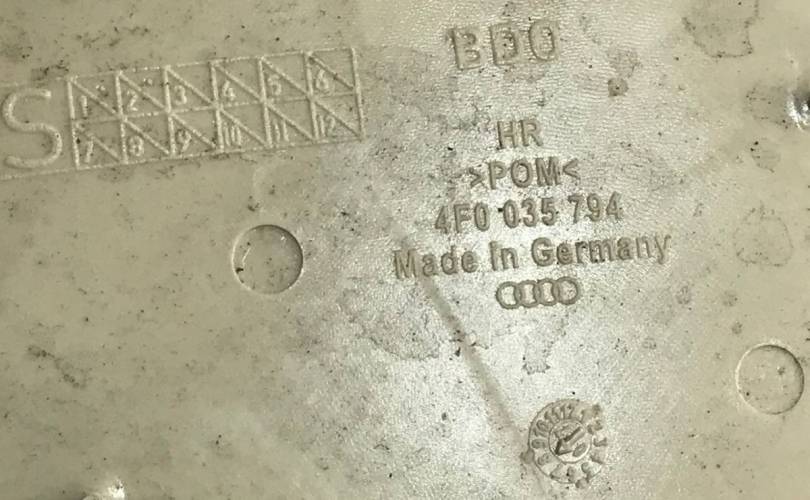 BDO
S
1 2 3 4 5 6
7 8 9 10 11 12
HR
>POM<
4F0 035 794
Made In Germany